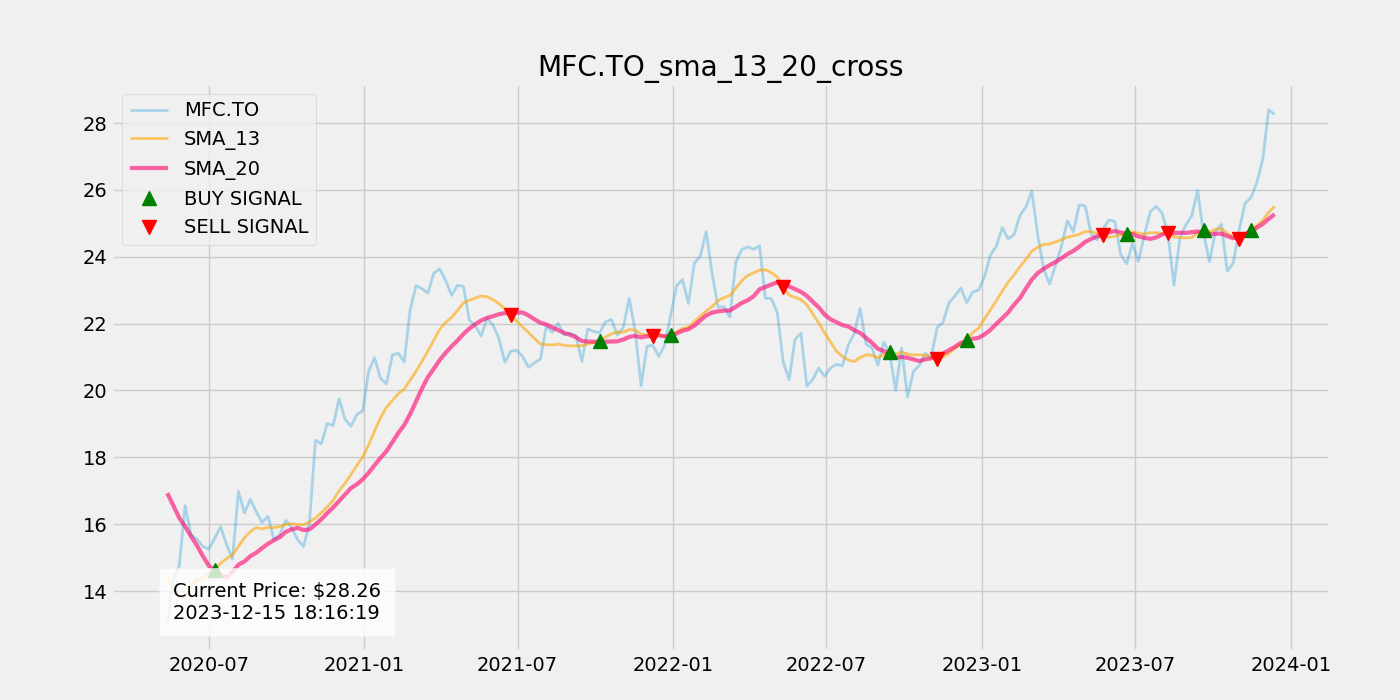 MFC.TO_sma_13_20_cross
MFC.TO
SMA_13
SMA_20
BUY SIGNAL
SELL SIGNAL
28
26
24
22
20
18
16
14
Current Price: $28.26
2023-12-15 18:16:19
2020-07
2021-01
2021-07
2022-01
2022-07
2023-01
2023-07
2024-01